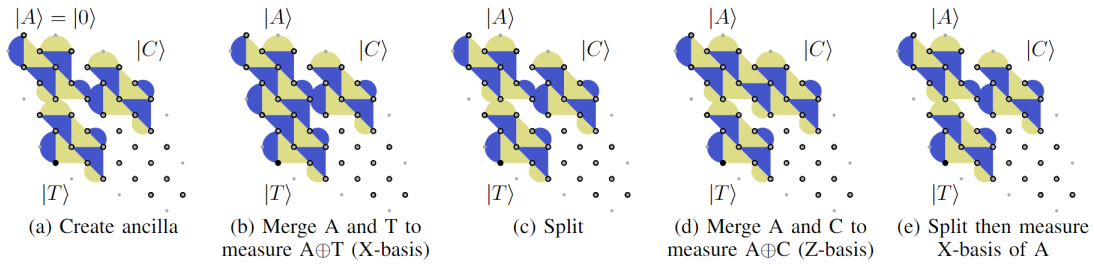 |A⟩ = |0⟩
|C⟩
|T⟩
(a) Create ancilla
|A⟩
|C⟩
|T⟩
(b) Merge A and T to
measure A⊕T (X-basis)
|A⟩
|C⟩
|T⟩
(c) Split
|A⟩
|C⟩
|T⟩
(d) Merge A and C to
measure A⊕C (Z-basis)
|A⟩
|C⟩
|T⟩
(e) Split then measure
X-basis of A